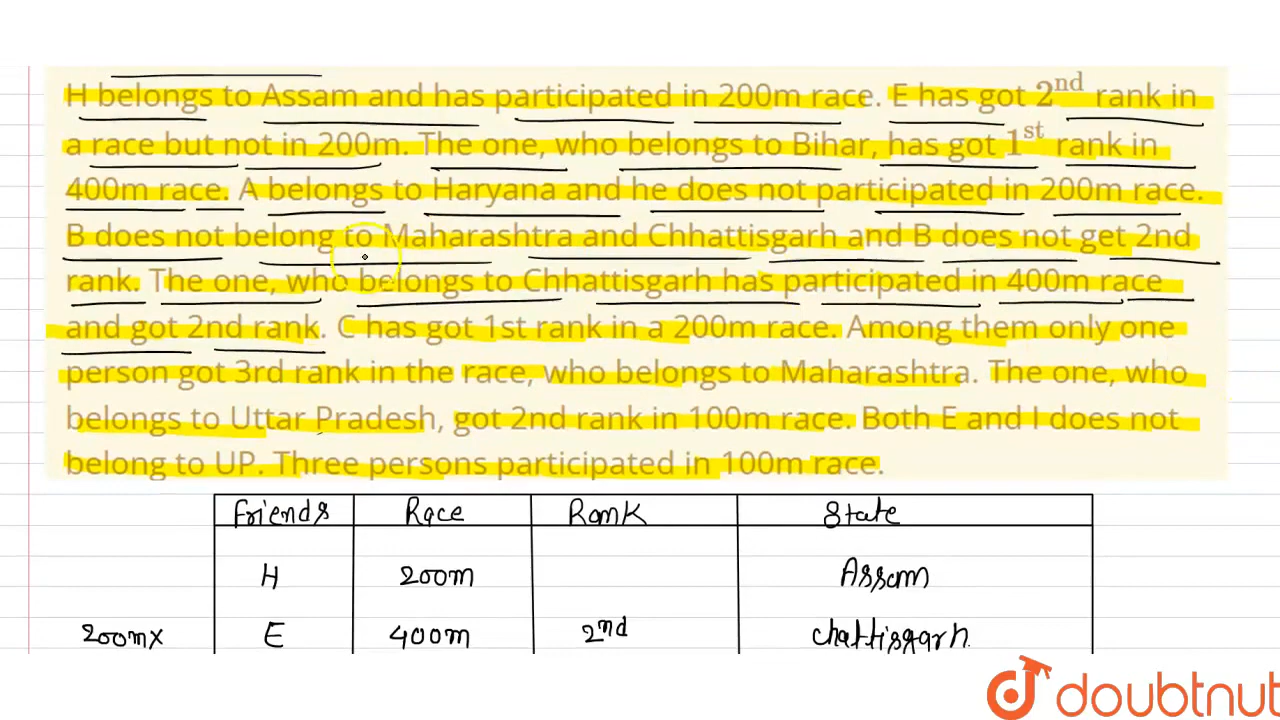 H belongs to Assam and has participated in 200m race. E has got 2nd rank in
a race but not in 200m. The one, who belongs to Bihar, has got 1st rank in
400m race. A belongs to Haryana and he does not participated in 200m race.
B does not belong to Maharashtra and Chhattisgarh and B does not get 2nd
rank. The one, who belongs to Chhattisgarh has participated in 400m race
and got 2nd rank. C has got 1st rank in a 200m race. Among them only one
person got 3rd rank in the race, who belongs to Maharashtra. The one, who
belongs to Uttar Pradesh, got 2nd rank in 100m race. Both E and I does not
belong to UP. Three persons participated in 100m race.
Friends Race Rank State
H 200m Assam
200m× E 400m 2nd chattisgarh
doubtnut